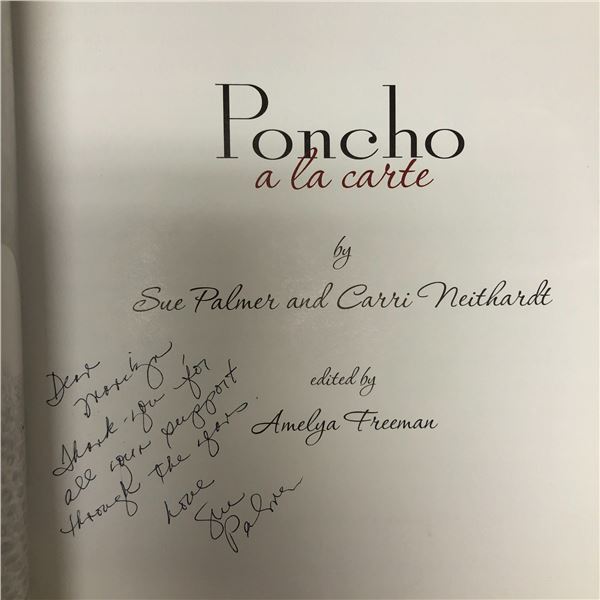 Poncho
a la carte
by
Sue Palmer and Carri Neithardt
edited by
Amelya Freeman
Dear
Marilyn
Thank-you for
all your support
through the years.
Love
Sue
Palmer